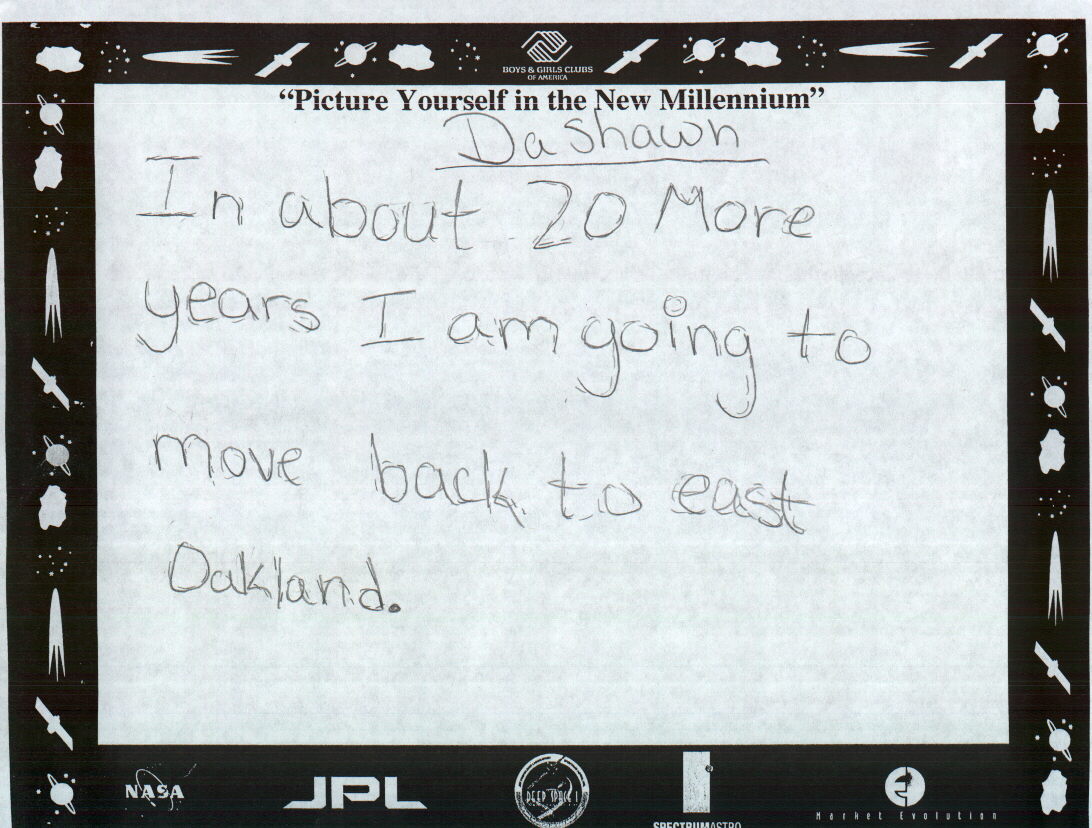 BOYS & GIRLS CLUBS
OF AMERICA
“Picture Yourself in the New Millennium”
DaShawn
In about 20 More
years I am going to
move back to east
Oakland.
NASA
JPL
DEEP SPACE 1
SPECTRUMASTRO
Market Evolution